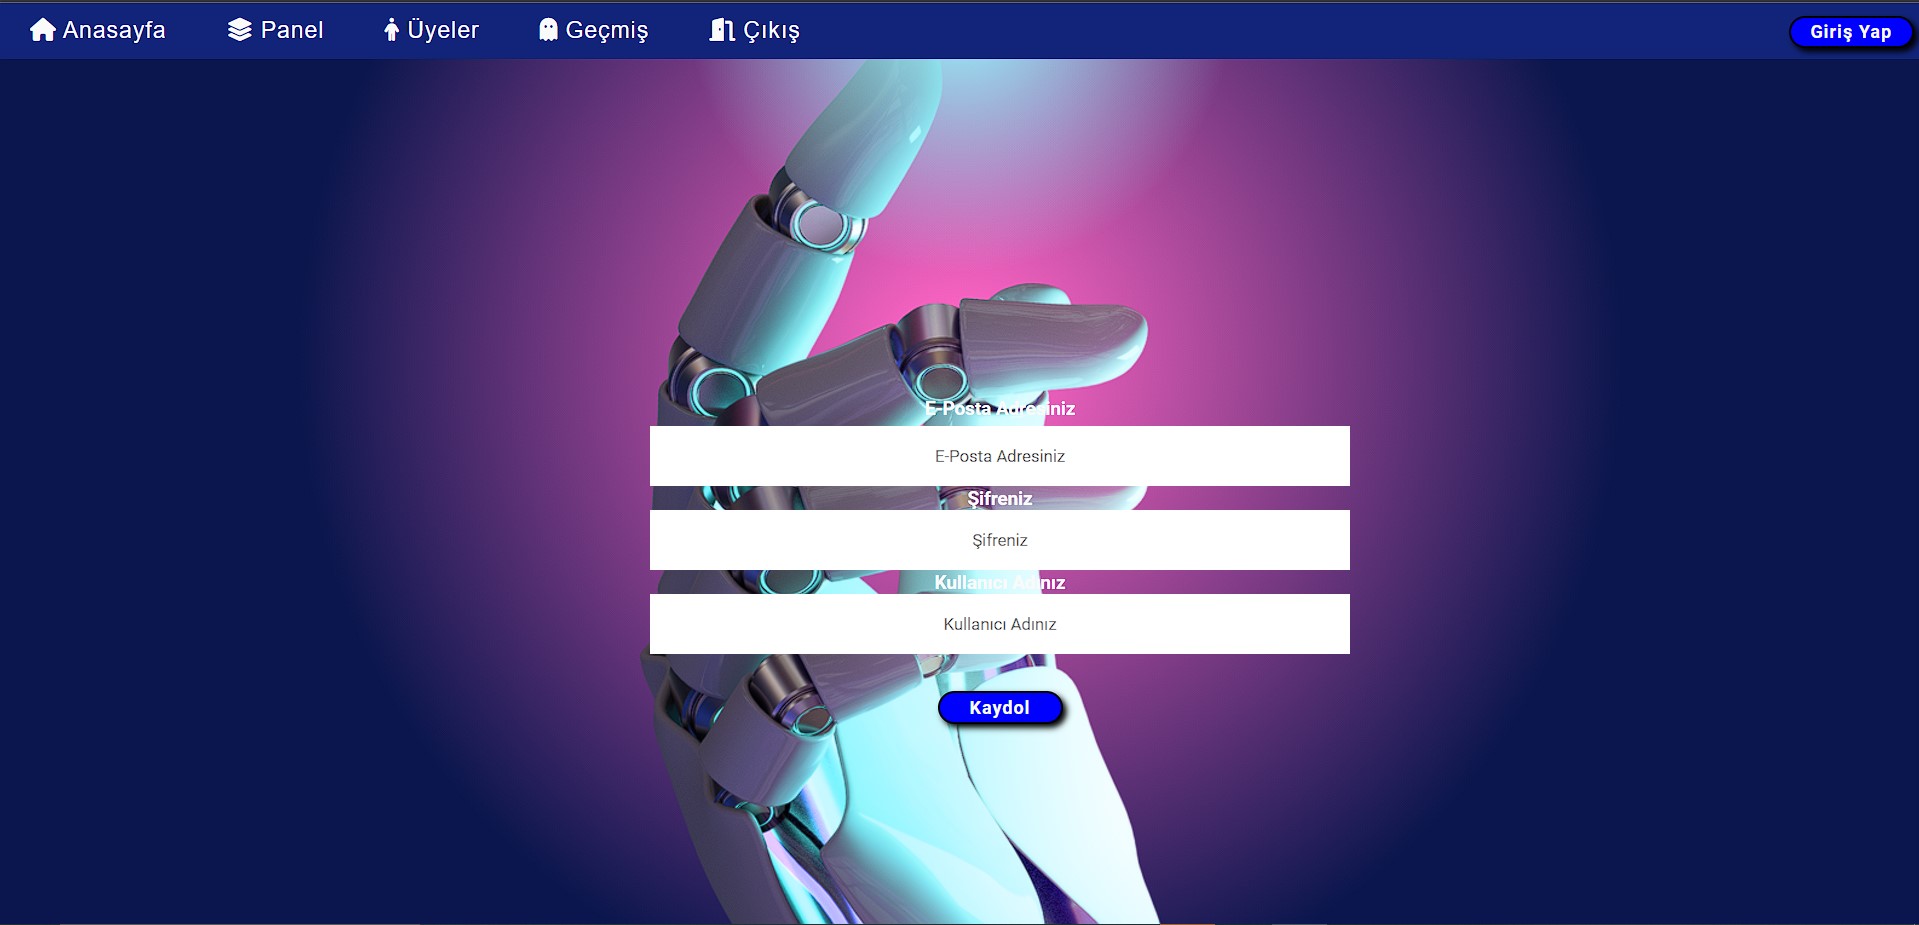 Anasayfa Panel Üyeler Geçmiş Çıkış Giriş Yap
E-Posta Adresiniz
E-Posta Adresiniz
Şifreniz
Şifreniz
Kullanıcı Adınız
Kullanıcı Adınız
Kaydol